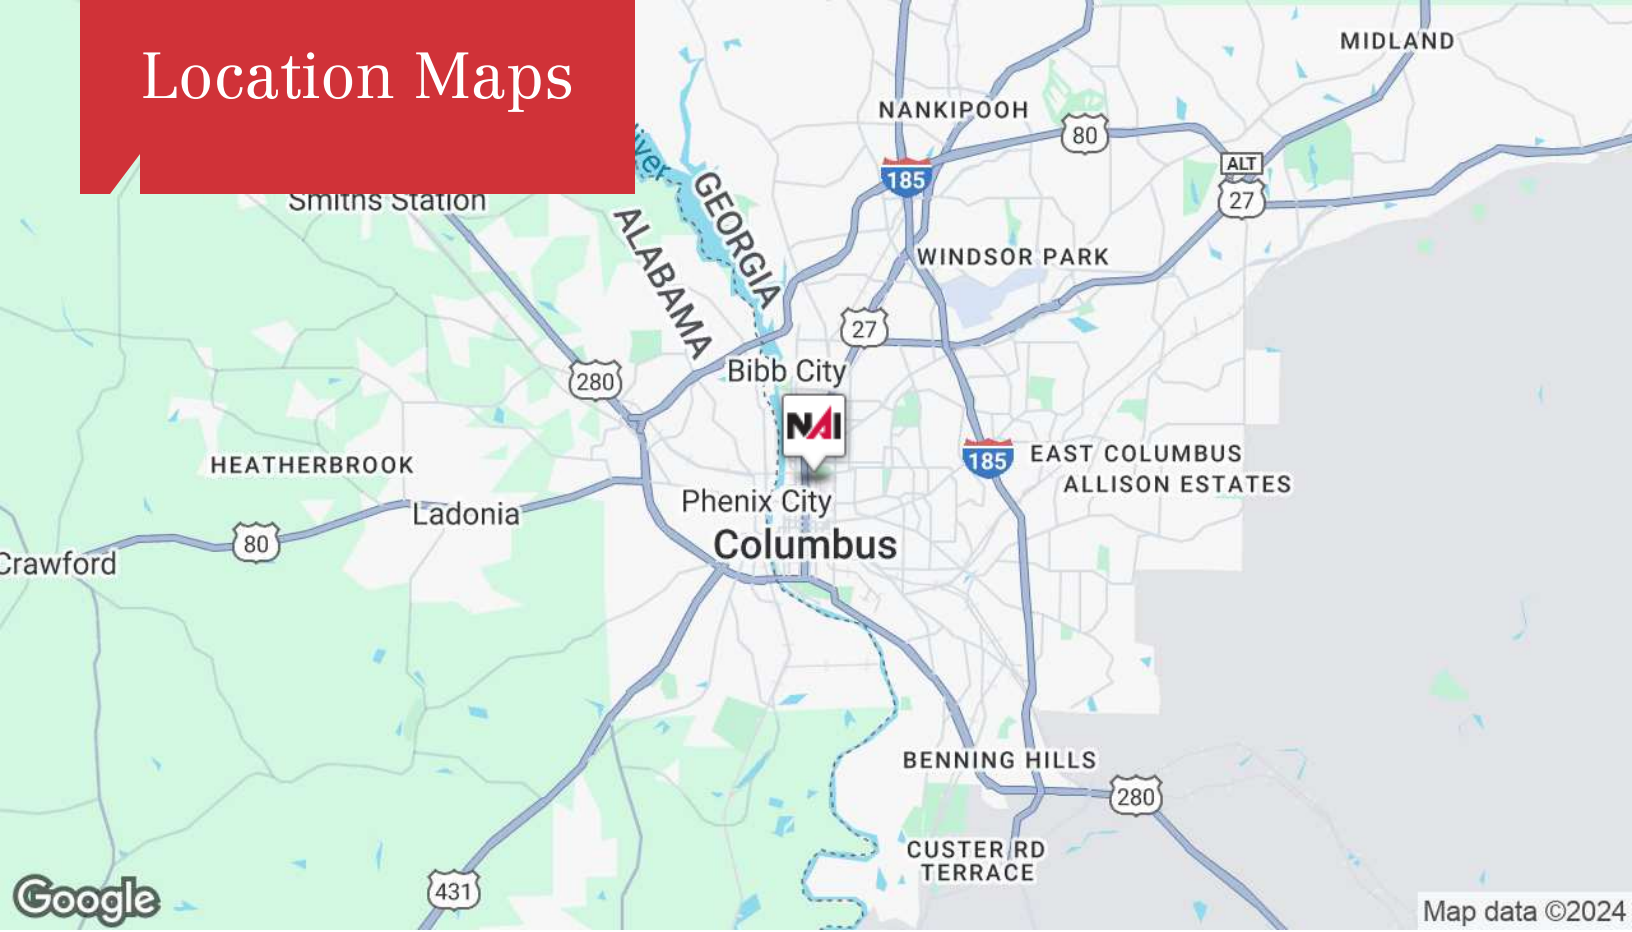 Location Maps
MIDLAND
NANKIPOOH
80
ALT
27
185
iver
GEORGIA
ALABAMA
Smiths Station
WINDSOR PARK
27
280
Bibb City
NAI
HEATHERBROOK
185
EAST COLUMBUS
ALLISON ESTATES
Phenix City
Ladonia
Columbus
80
Crawford
BENNING HILLS
280
CUSTER RD
TERRACE
431
Google
Map data ©2024